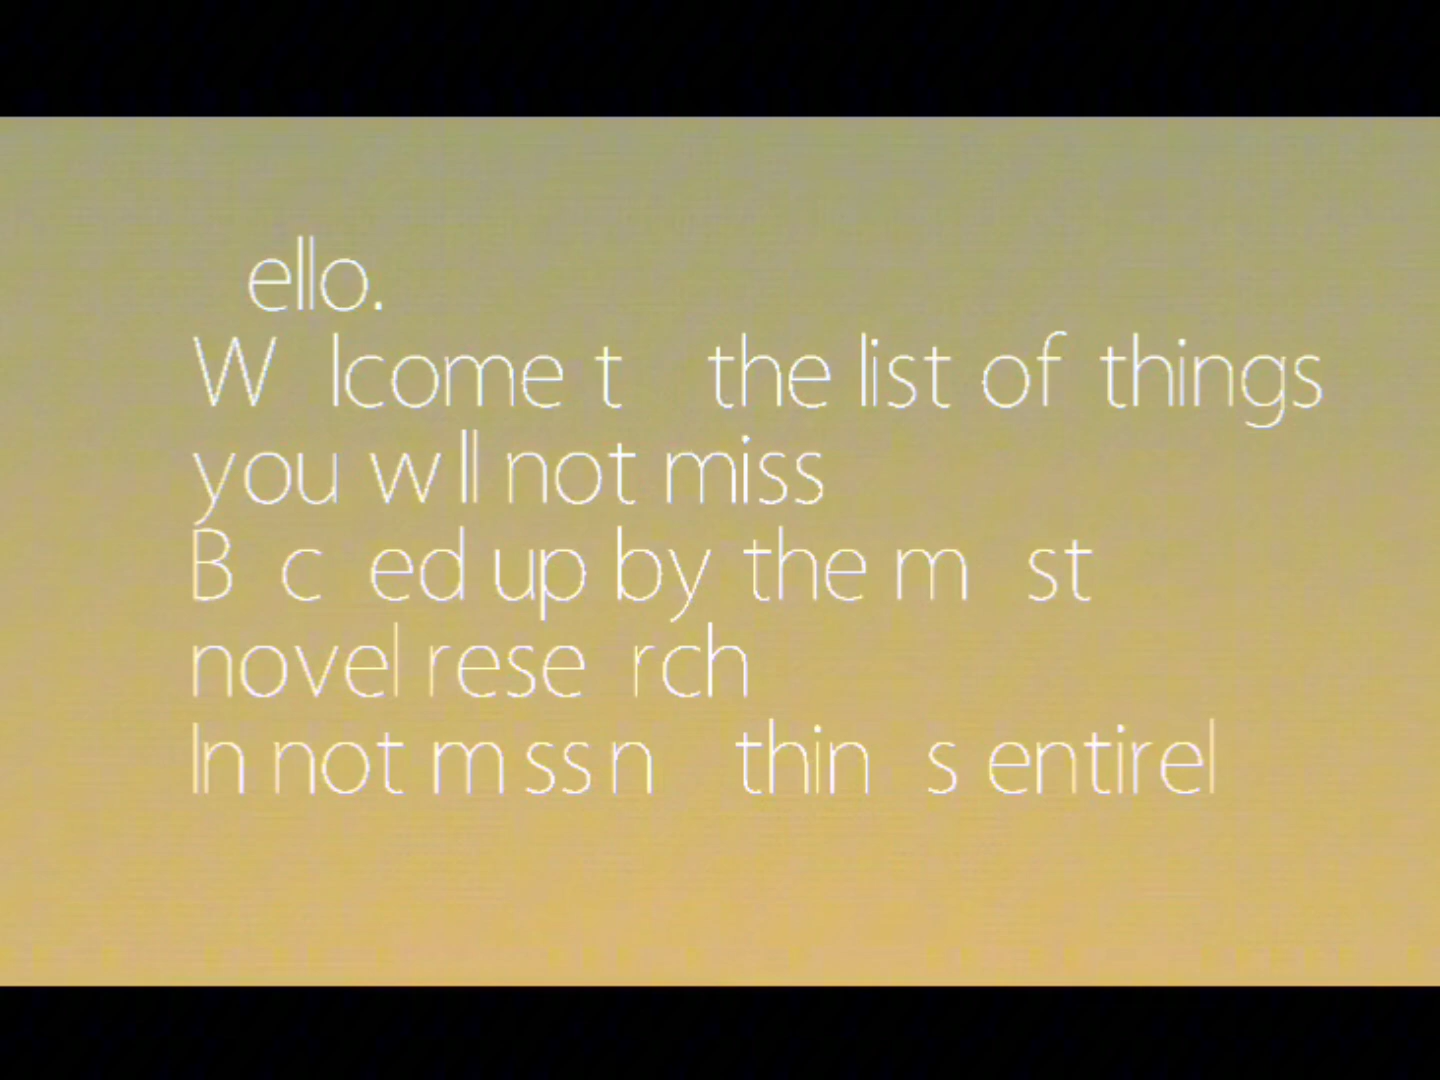 ello.
W lcome t the list of things
you w ll not miss
B c ed up by the m st
novel rese rch
In not m ss n thin s entirel